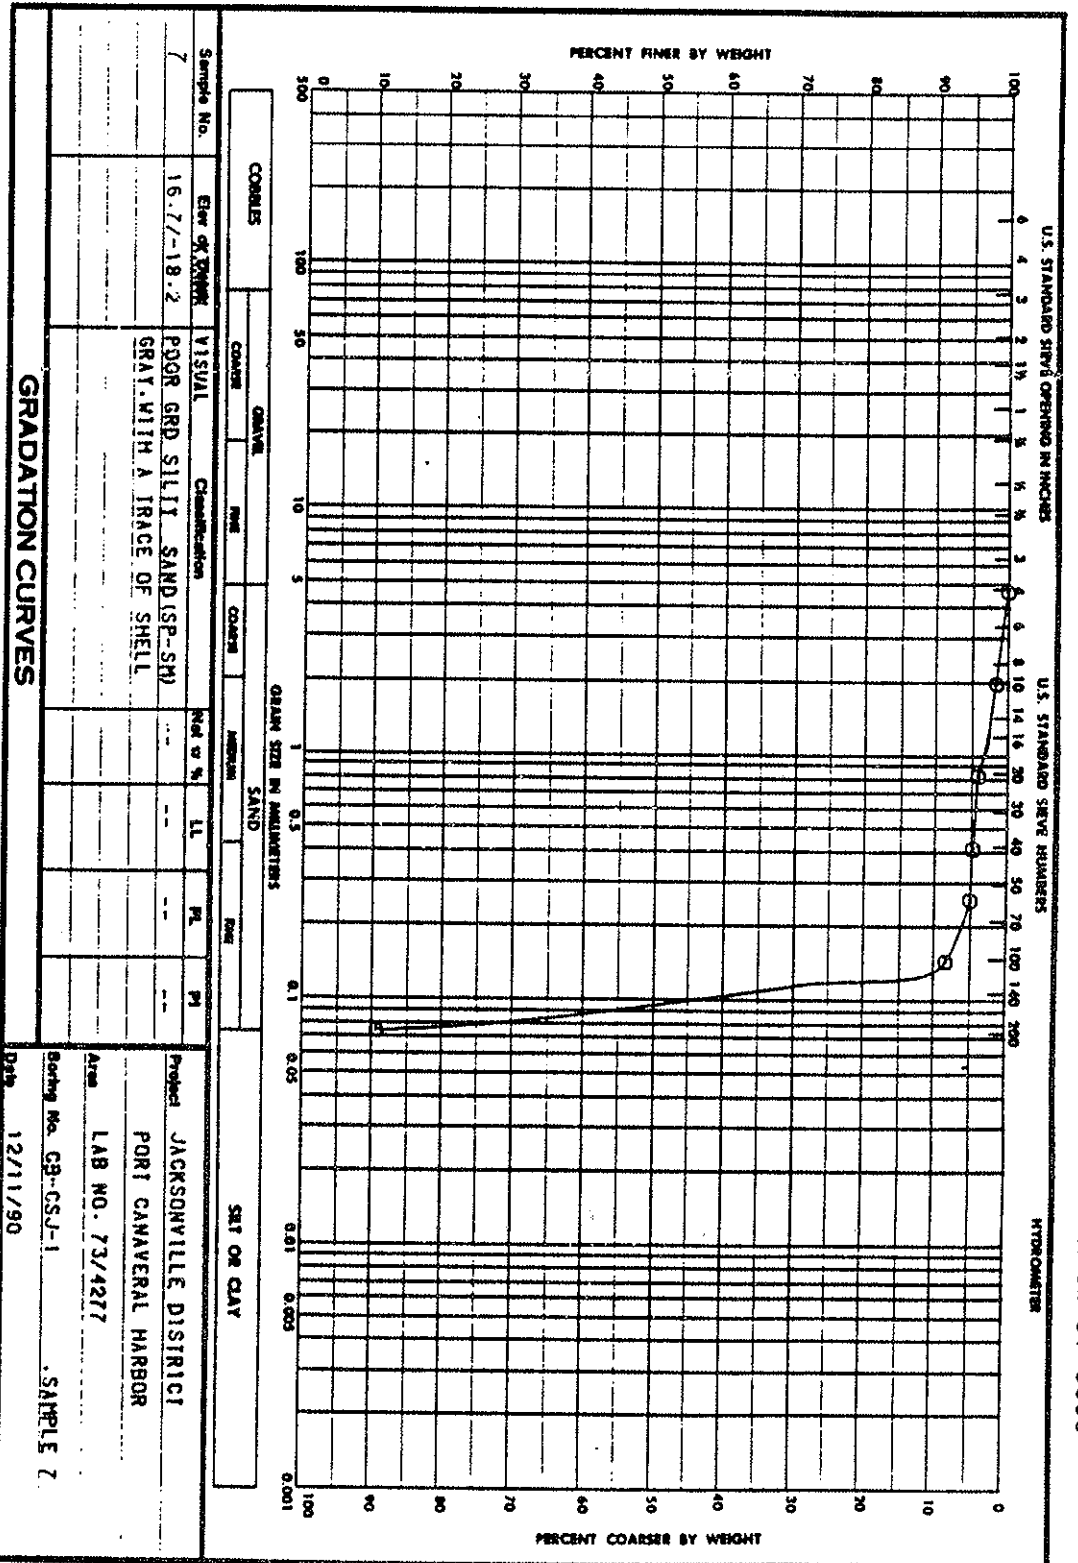 U.S. STANDARD SIEVE OPENING IN INCHES
U.S. STANDARD SIEVE NUMBERS
HYDROMETER
6 4 3 2 1½ 1 ¾ ½ ⅜ 3 4 6 8 10 14 16 20 30 40 50 70 100 140 200
PERCENT FINER BY WEIGHT
100 90 80 70 60 50 40 30 20 10 0
PERCENT COARSER BY WEIGHT
0 10 20 30 40 50 60 70 80 90 100
500 100 50 10 5 1 0.5 0.1 0.05 0.01 0.005 0.001
GRAIN SIZE IN MILLIMETERS
COBBLES
GRAVEL
SAND
SILT OR CLAY
COARSE
FINE
COARSE
MEDIUM
FINE
Sample No.
Elev or Depth
VISUAL Classification
Nat w %
LL
PL
PI
7
16.7/-18.2
POOR GRD SILTY SAND(SP-SM)
-- -- -- --
GRAY.WITH A TRACE OF SHELL
Project JACKSONVILLE DISTRICT
PORT CANAVERAL HARBOR
Area LAB NO. 73/4277
Boring No. CB-CSJ-1 .SAMPLE 7
Date 12/11/90
GRADATION CURVES